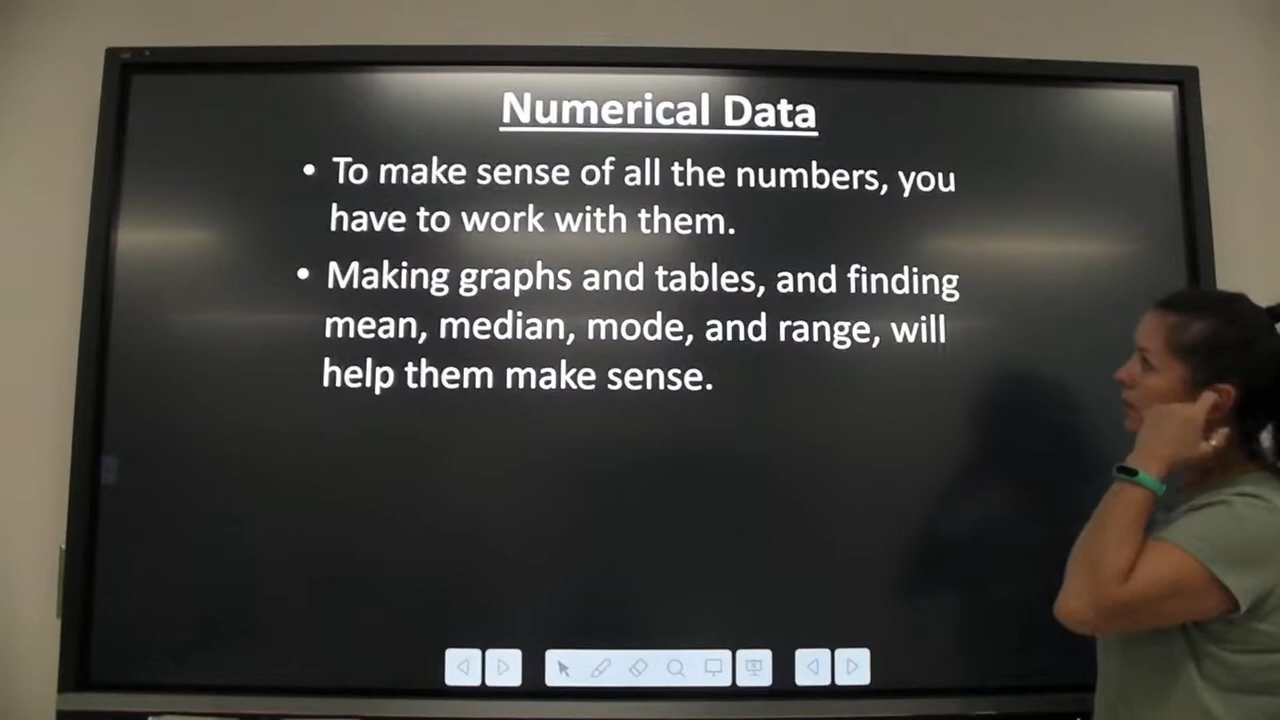 Numerical Data
• To make sense of all the numbers, you
have to work with them.
• Making graphs and tables, and finding
mean, median, mode, and range, will
help them make sense.